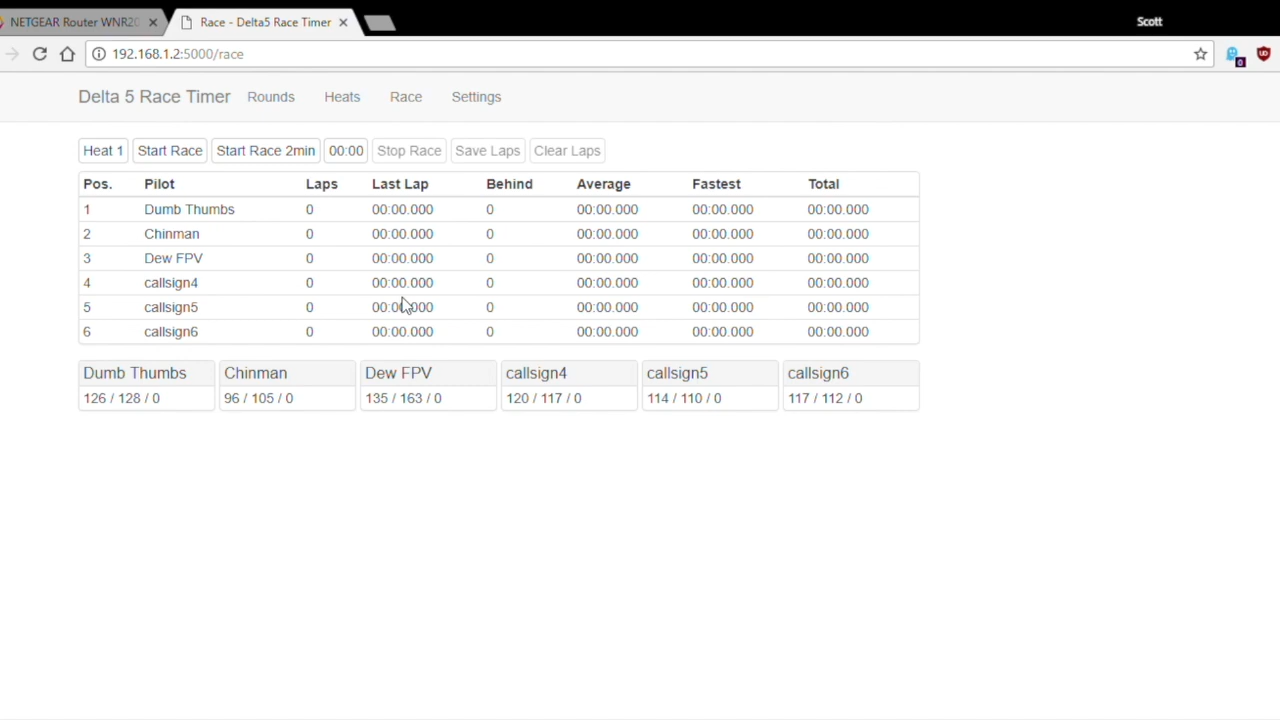 NETGEAR Router WNR20
Race - Delta5 Race Timer
Scott
192.168.1.2:5000/race
0
Delta 5 Race Timer Rounds Heats Race Settings
Heat 1 Start Race Start Race 2min 00:00 Stop Race Save Laps Clear Laps
Pos. Pilot Laps Last Lap Behind Average Fastest Total
1 Dumb Thumbs 0 00:00.000 0 00:00.000 00:00.000 00:00.000
2 Chinman 0 00:00.000 0 00:00.000 00:00.000 00:00.000
3 Dew FPV 0 00:00.000 0 00:00.000 00:00.000 00:00.000
4 callsign4 0 00:00.000 0 00:00.000 00:00.000 00:00.000
5 callsign5 0 00:00.000 0 00:00.000 00:00.000 00:00.000
6 callsign6 0 00:00.000 0 00:00.000 00:00.000 00:00.000
Dumb Thumbs Chinman Dew FPV callsign4 callsign5 callsign6
126 / 128 / 0 96 / 105 / 0 135 / 163 / 0 120 / 117 / 0 114 / 110 / 0 117 / 112 / 0